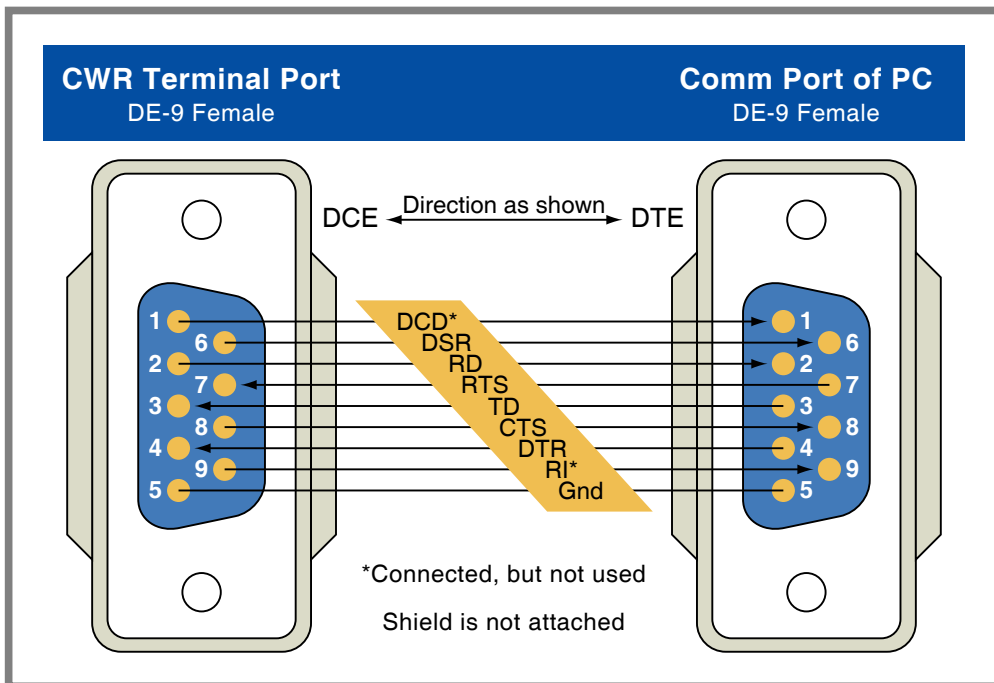 CWR Terminal Port
DE-9 Female
Comm Port of PC
DE-9 Female
DCE Direction as shown DTE
1 DCD* 1
6 DSR 6
2 RD 2
7 RTS 7
3 TD 3
8 CTS 8
4 DTR 4
9 RI* 9
5 Gnd 5
*Connected, but not used
Shield is not attached